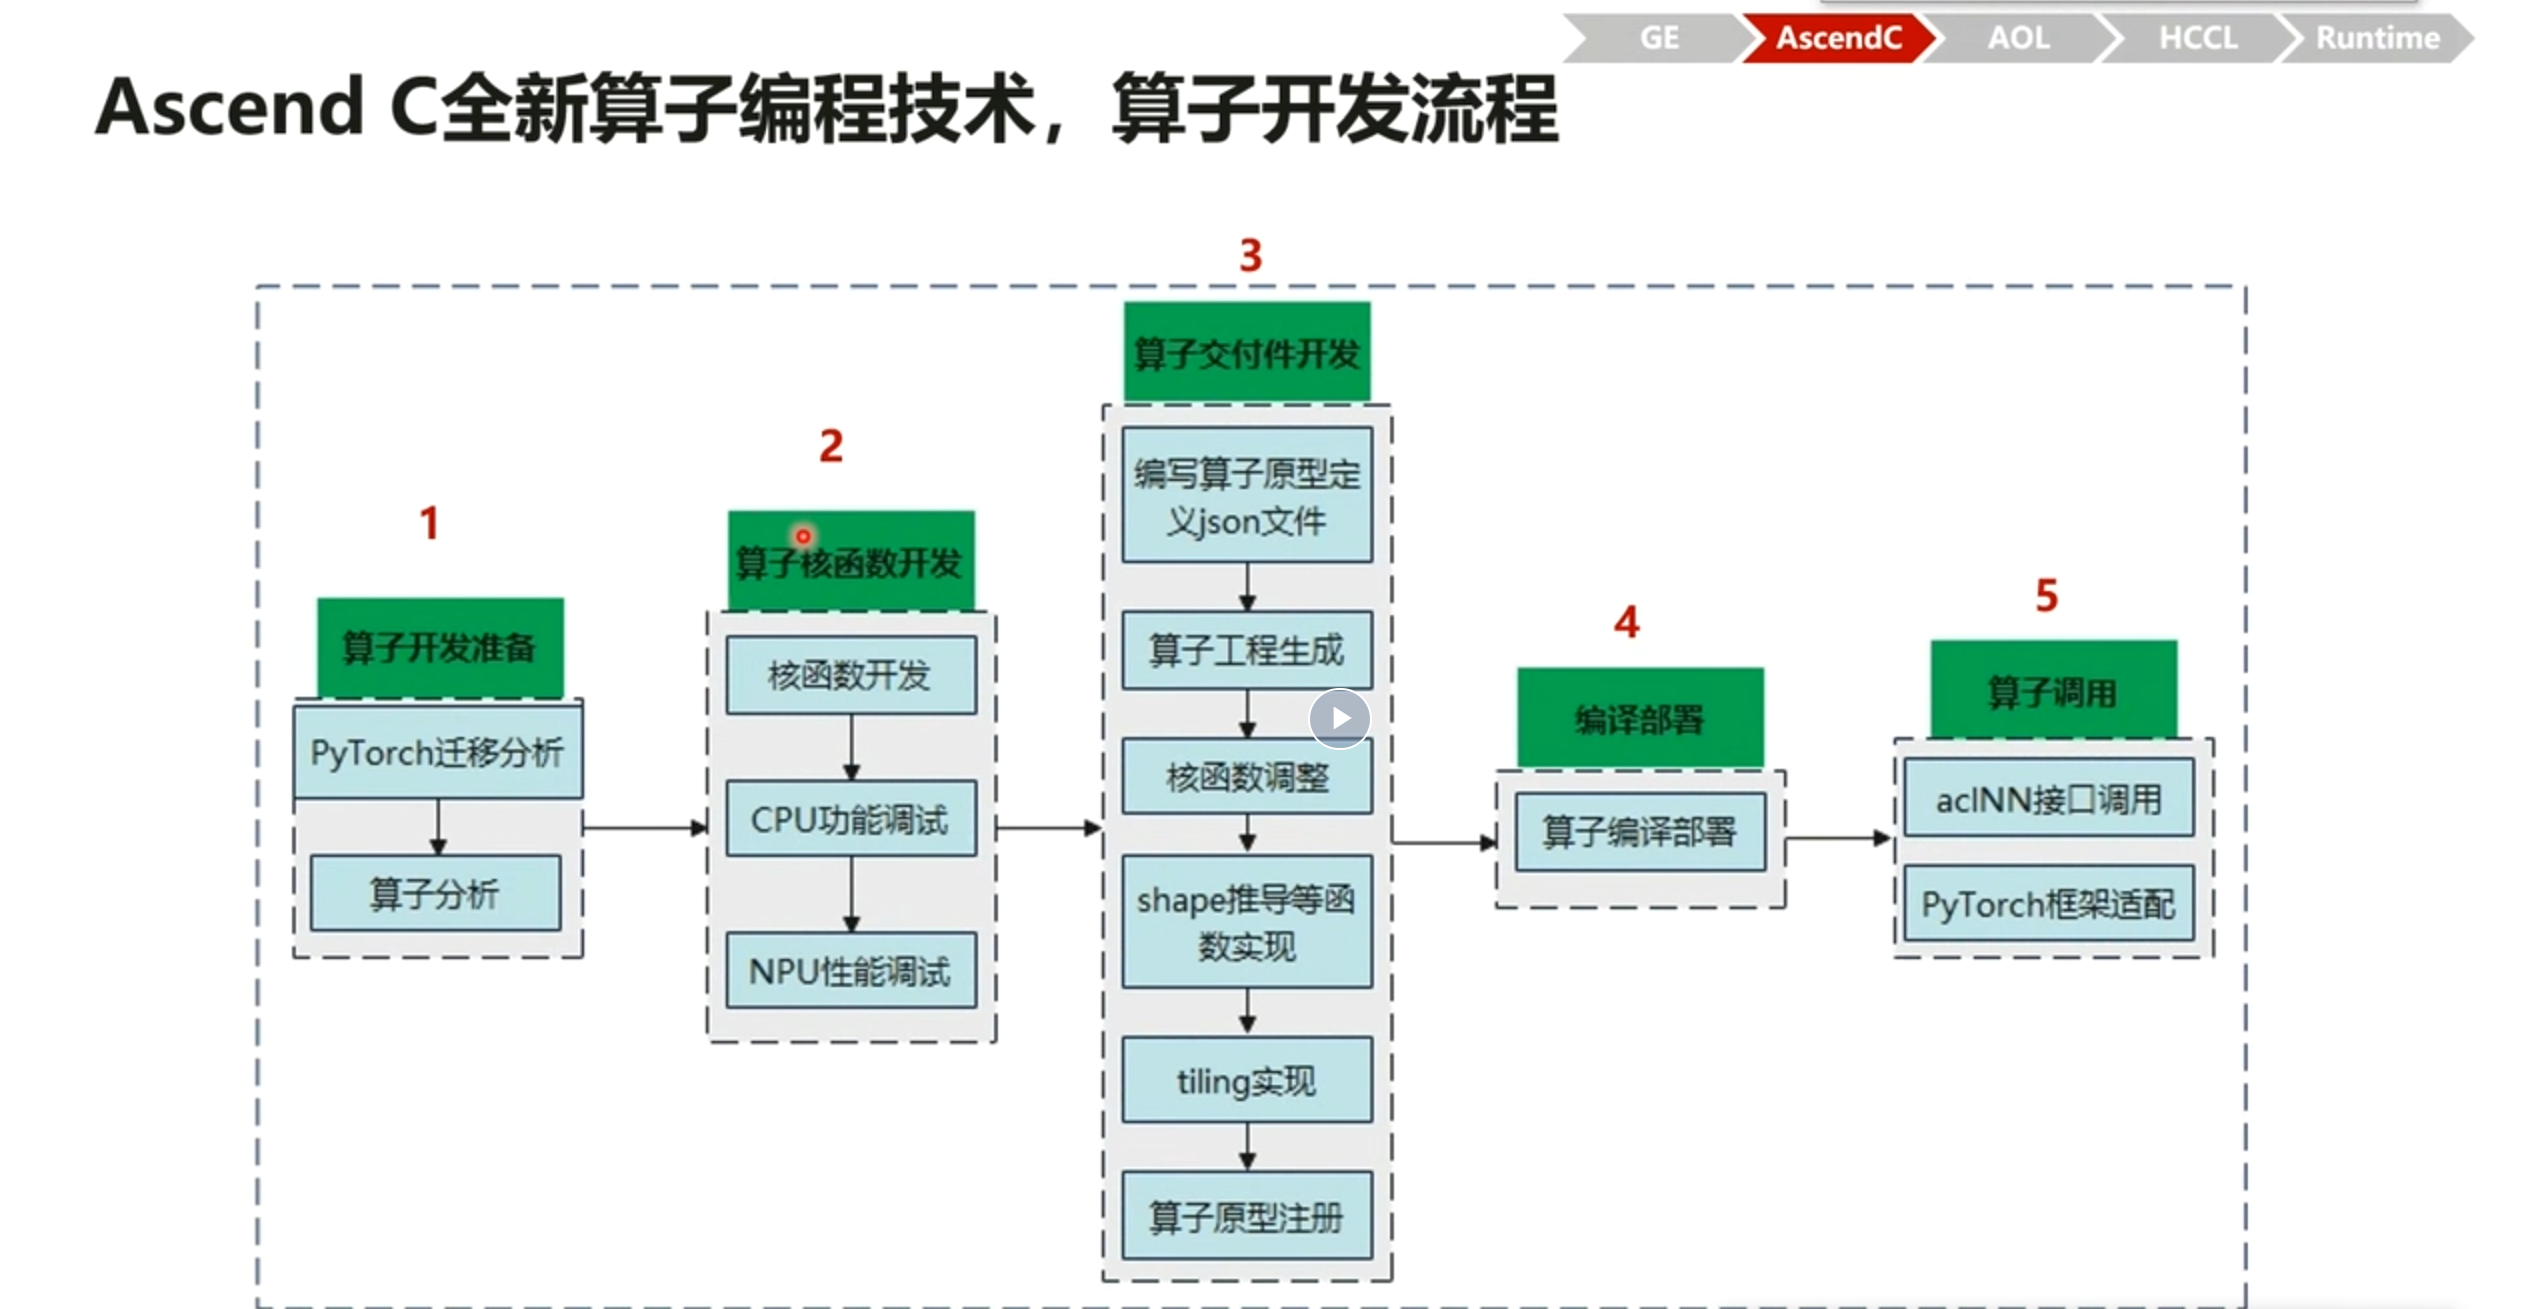 GE
AscendC
AOL
HCCL
Runtime
Ascend C全新算子编程技术，算子开发流程
1
算子开发准备
PyTorch迁移分析
算子分析
2
算子核函数开发
核函数开发
CPU功能调试
NPU性能调试
3
算子交付件开发
编写算子原型定
义json文件
算子工程生成
核函数调整
shape推导等函
数实现
tiling实现
算子原型注册
4
编译部署
算子编译部署
5
算子调用
aclNN接口调用
PyTorch框架适配